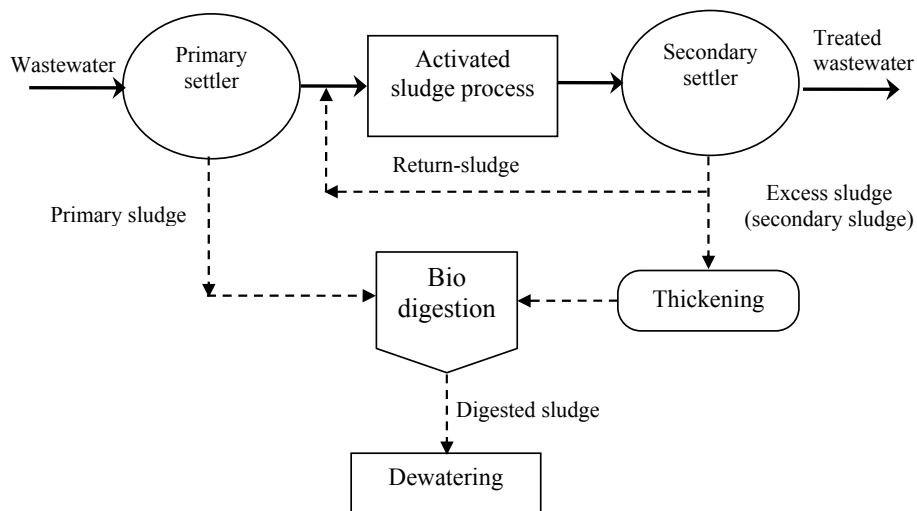 Wastewater
Primary
settler
Activated
sludge process
Secondary
settler
Treated
wastewater
Return-sludge
Primary sludge
Excess sludge
(secondary sludge)
Bio
digestion
Thickening
Digested sludge
Dewatering